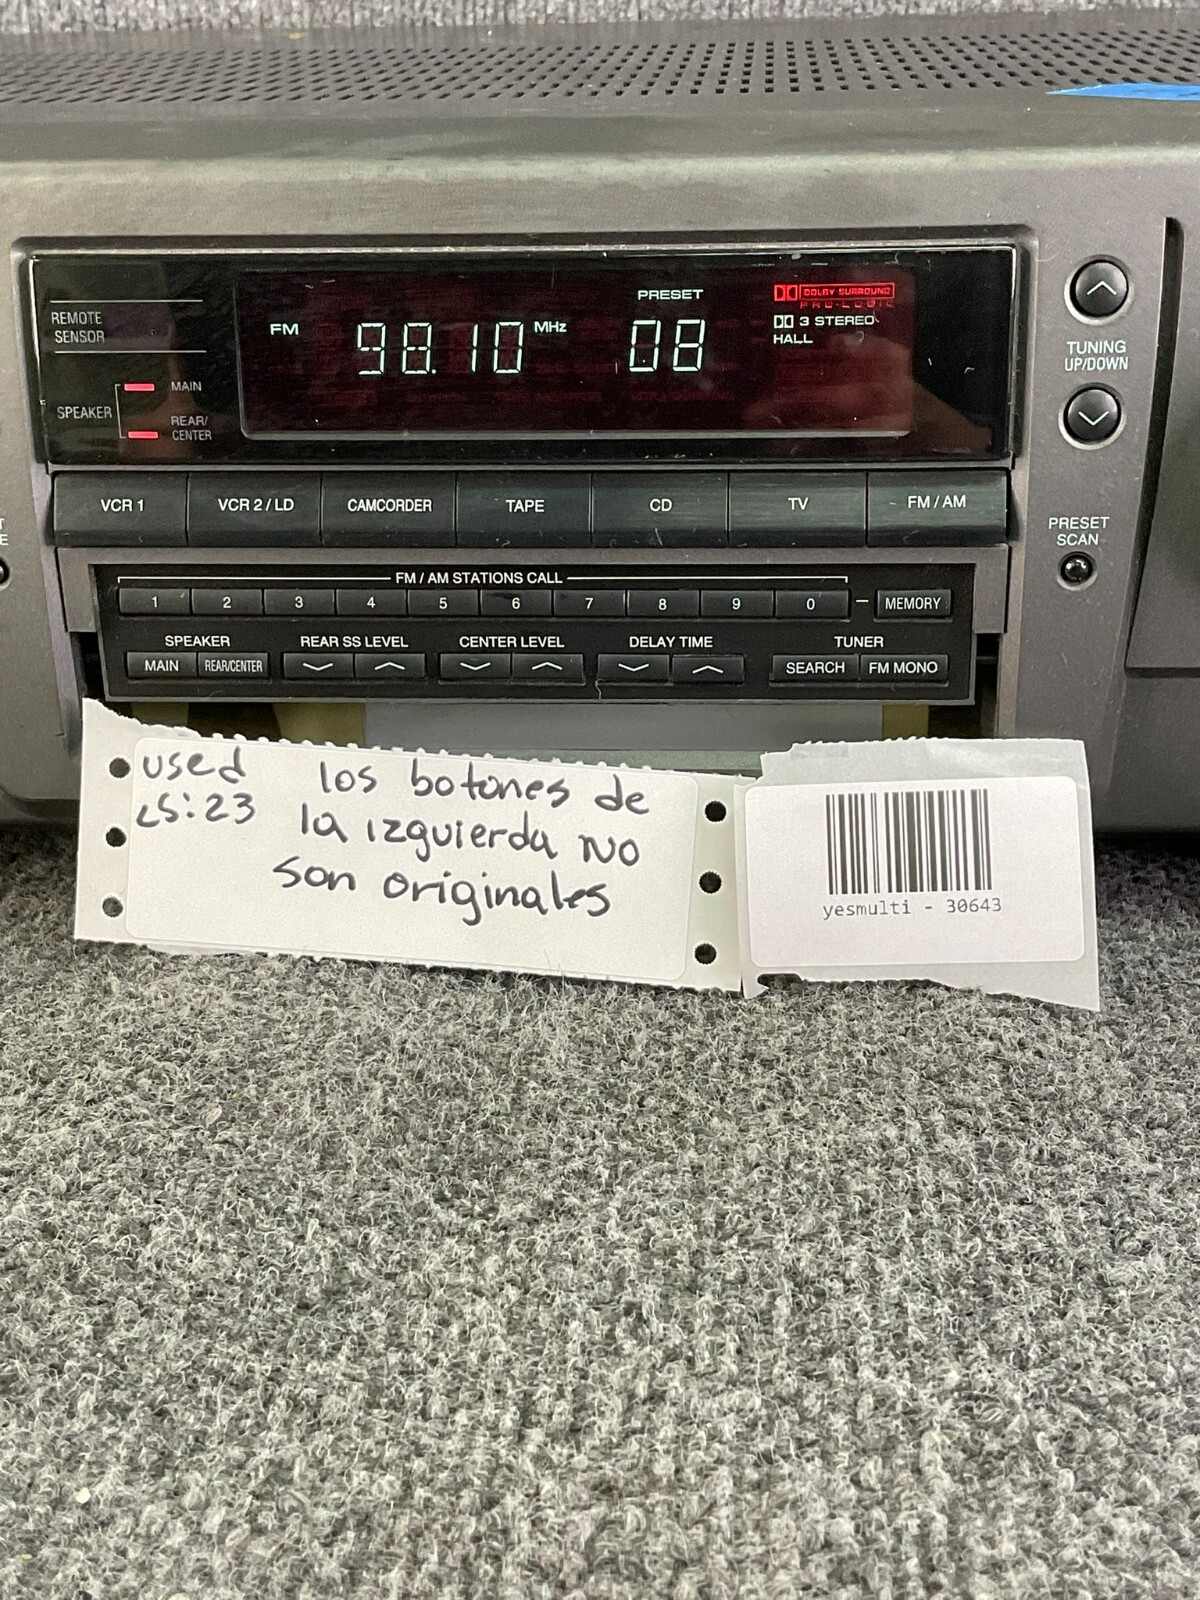 REMOTE
SENSOR
SPEAKER
MAIN
REAR/
CENTER
FM 98.10 MHz
PRESET
08
DOLBY SURROUND
PRO-LOGIC
3 STEREO
HALL
TUNING
UP/DOWN
VCR 1 VCR 2 / LD CAMCORDER TAPE CD TV FM / AM
PRESET
SCAN
FM / AM STATIONS CALL
1 2 3 4 5 6 7 8 9 0 – MEMORY
SPEAKER REAR SS LEVEL CENTER LEVEL DELAY TIME TUNER
MAIN REAR/CENTER SEARCH FM MONO
used los botones de
LS:23 la izguierda NO
son originales
yesmulti - 30643